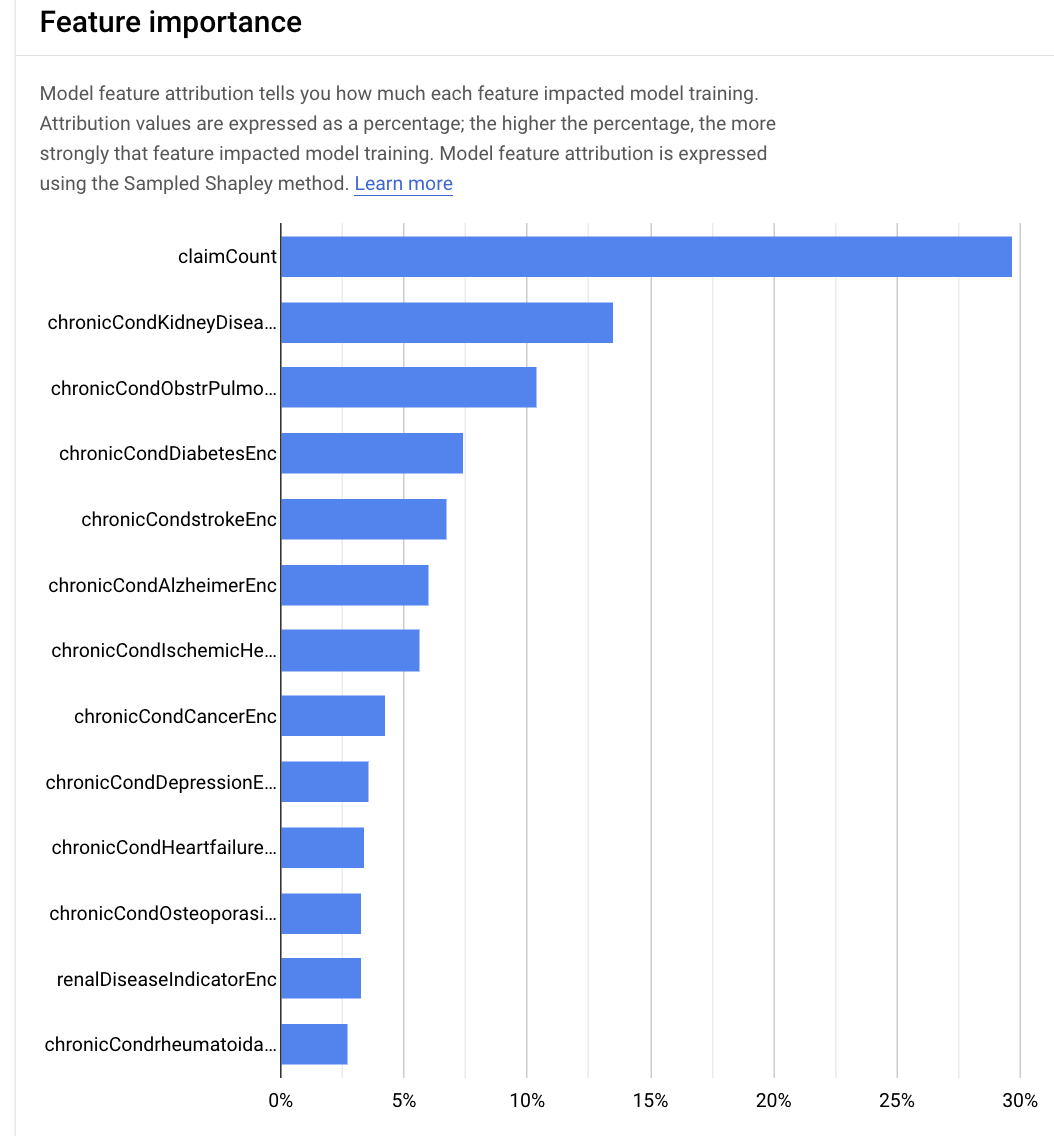 Feature importance
Model feature attribution tells you how much each feature impacted model training.
Attribution values are expressed as a percentage; the higher the percentage, the more
strongly that feature impacted model training. Model feature attribution is expressed
using the Sampled Shapley method. Learn more
claimCount
chronicCondKidneyDisea...
chronicCondObstrPulmo...
chronicCondDiabetesEnc
chronicCondstrokeEnc
chronicCondAlzheimerEnc
chronicCondIschemicHe...
chronicCondCancerEnc
chronicCondDepressionE...
chronicCondHeartfailure...
chronicCondOsteoporasi...
renalDiseaseIndicatorEnc
chronicCondrheumatoida...
0% 5% 10% 15% 20% 25% 30%